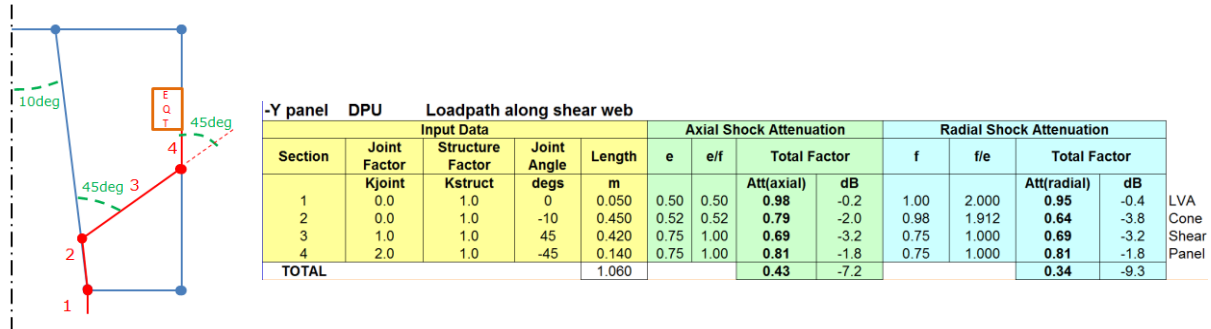 10deg
E
Q
T
45deg
4
45deg
3
2
1
-Y panel DPU Loadpath along shear web
Input Data Axial Shock Attenuation Radial Shock Attenuation
Section Joint Factor Structure Factor Joint Angle Length e e/f Total Factor f f/e Total Factor
Kjoint Kstruct degs m Att(axial) dB Att(radial) dB
1 0.0 1.0 0 0.050 0.50 0.50 0.98 -0.2 1.00 2.000 0.95 -0.4 LVA
2 0.0 1.0 -10 0.450 0.52 0.52 0.79 -2.0 0.98 1.912 0.64 -3.8 Cone
3 1.0 1.0 45 0.420 0.75 1.00 0.69 -3.2 0.75 1.000 0.69 -3.2 Shear
4 2.0 1.0 -45 0.140 0.75 1.00 0.81 -1.8 0.75 1.000 0.81 -1.8 Panel
TOTAL 1.060 0.43 -7.2 0.34 -9.3